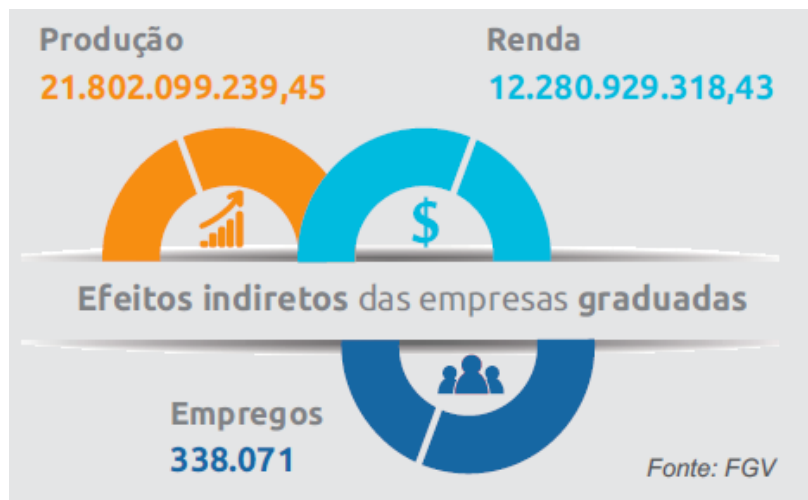 Produção
21.802.099.239,45
Renda
12.280.929.318,43
$
Efeitos indiretos das empresas graduadas
Empregos
338.071
Fonte: FGV